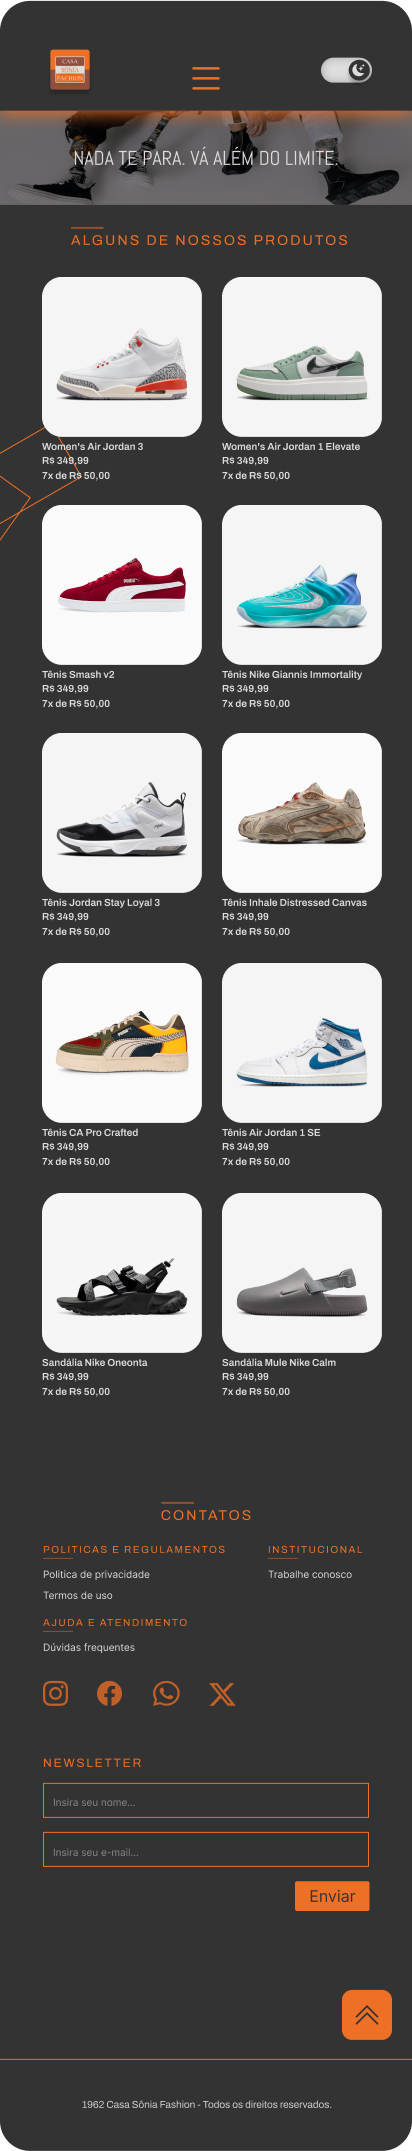 CASA
SÔNIA
FACHION
NADA TE PARA. VÁ ALÉM DO LIMITE.
ALGUNS DE NOSSOS PRODUTOS
Women's Air Jordan 3
R$ 349,99
7x de R$ 50,00
Women's Air Jordan 1 Elevate
R$ 349,99
7x de R$ 50,00
Tênis Smash v2
R$ 349,99
7x de R$ 50,00
Tênis Nike Giannis Immortality
R$ 349,99
7x de R$ 50,00
Tênis Jordan Stay Loyal 3
R$ 349,99
7x de R$ 50,00
Tênis Inhale Distressed Canvas
R$ 349,99
7x de R$ 50,00
Tênis CA Pro Crafted
R$ 349,99
7x de R$ 50,00
Tênis Air Jordan 1 SE
R$ 349,99
7x de R$ 50,00
Sandália Nike Oneonta
R$ 349,99
7x de R$ 50,00
Sandália Mule Nike Calm
R$ 349,99
7x de R$ 50,00
CONTATOS
POLITICAS E REGULAMENTOS
Politica de privacidade
Termos de uso
INSTITUCIONAL
Trabalhe conosco
AJUDA E ATENDIMENTO
Dúvidas frequentes
NEWSLETTER
Insira seu nome...
Insira seu e-mail...
Enviar
1962 Casa Sônia Fashion - Todos os direitos reservados.